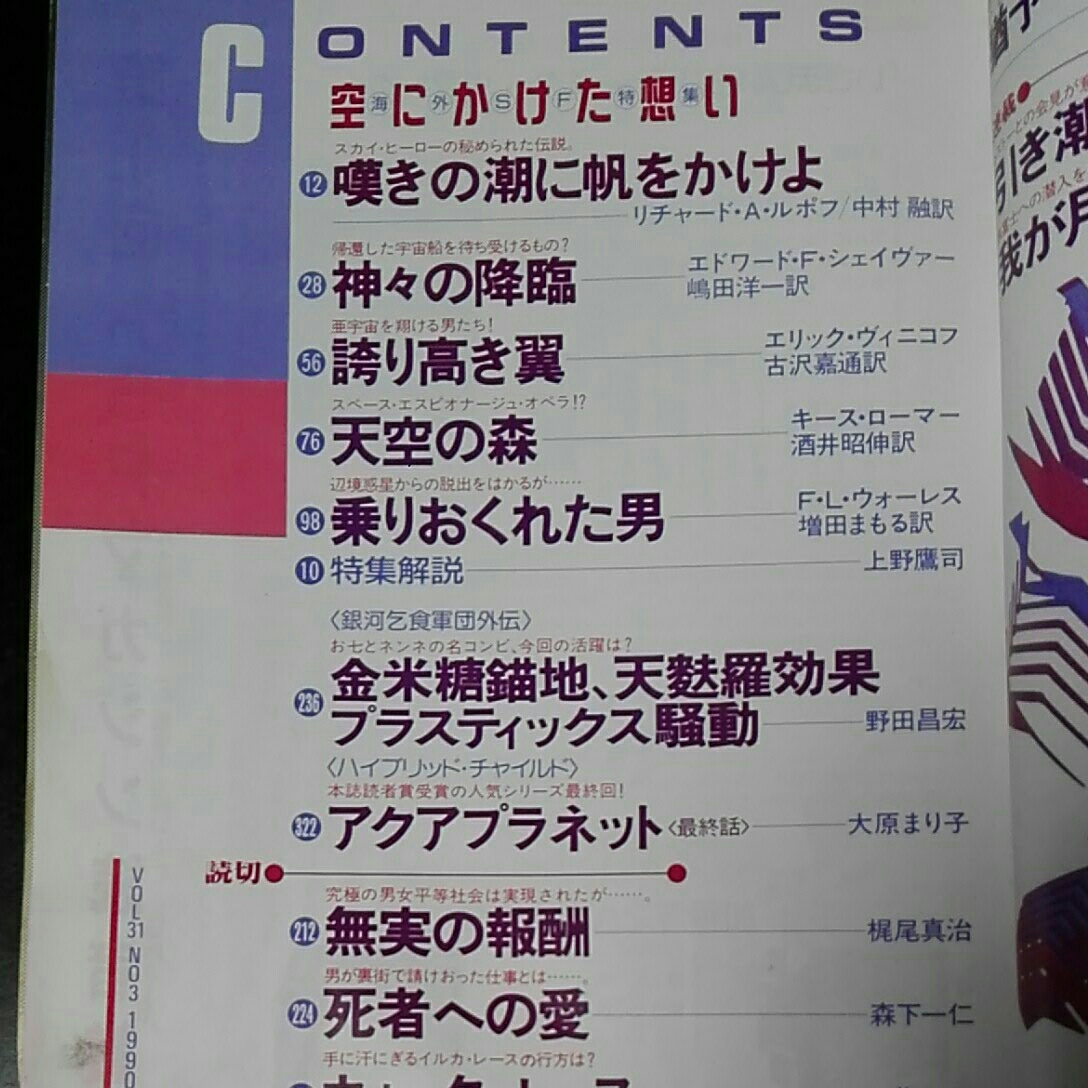 CONTENTS
空にかけた想い
海外SF特集
スカイ・ヒーローの秘められた伝説。
12 嘆きの潮に帆をかけよ
リチャード・A・ルポフ/中村 融訳
帰還した宇宙船を待ち受けるもの?
28 神々の降臨
エドワード・F・シェイヴァー
嶋田洋一訳
亜宇宙を翔ける男たち!
56 誇り高き翼
エリック・ヴィニコフ
古沢嘉通訳
スペース・エスピオナージュ・オペラ!?
76 天空の森
キース・ローマー
酒井昭伸訳
辺境惑星からの脱出をはかるが……
98 乗りおくれた男
F・L・ウォーレス
増田まもる訳
10 特集解説
上野鷹司
〈銀河乞食軍団外伝〉
お七とネンネの名コンビ、今回の活躍は?
236 金米糖錨地、天麩羅効果
プラスティックス騒動
野田昌宏
〈ハイブリッド・チャイルド〉
本誌読者賞受賞の人気シリーズ最終回!
322 アクアプラネット〈最終話〉
大原まり子
読切
究極の男女平等社会は実現されたが……。
212 無実の報酬
梶尾真治
男が裏街で請けおった仕事とは……。
224 死者への愛
森下一仁
手に汗にぎるイルカ・レースの行方は?
VOL31 NO3 1990
引き潮
我が月